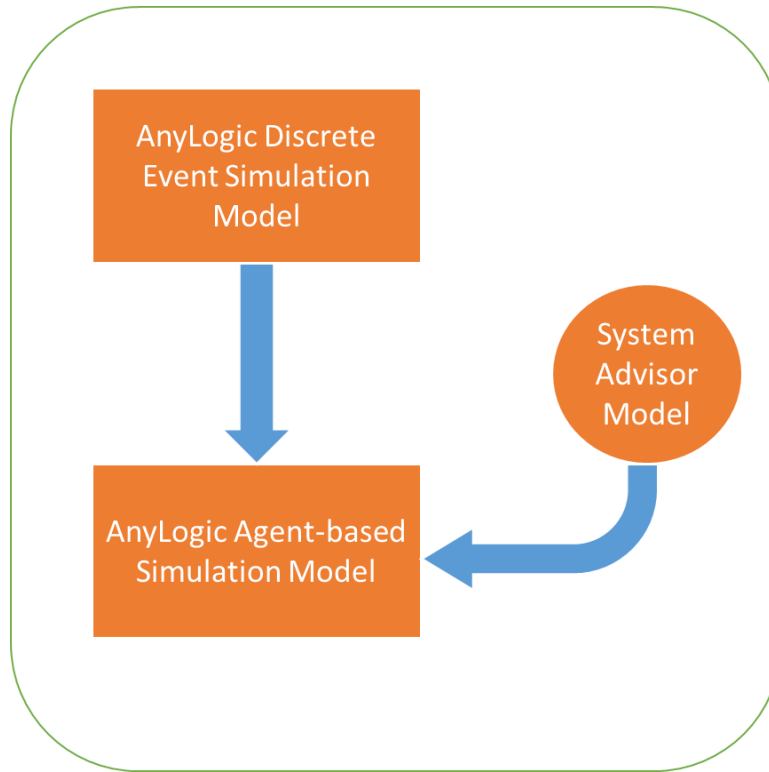 AnyLogic Discrete
Event Simulation
Model
System
Advisor
Model
AnyLogic Agent-based
Simulation Model